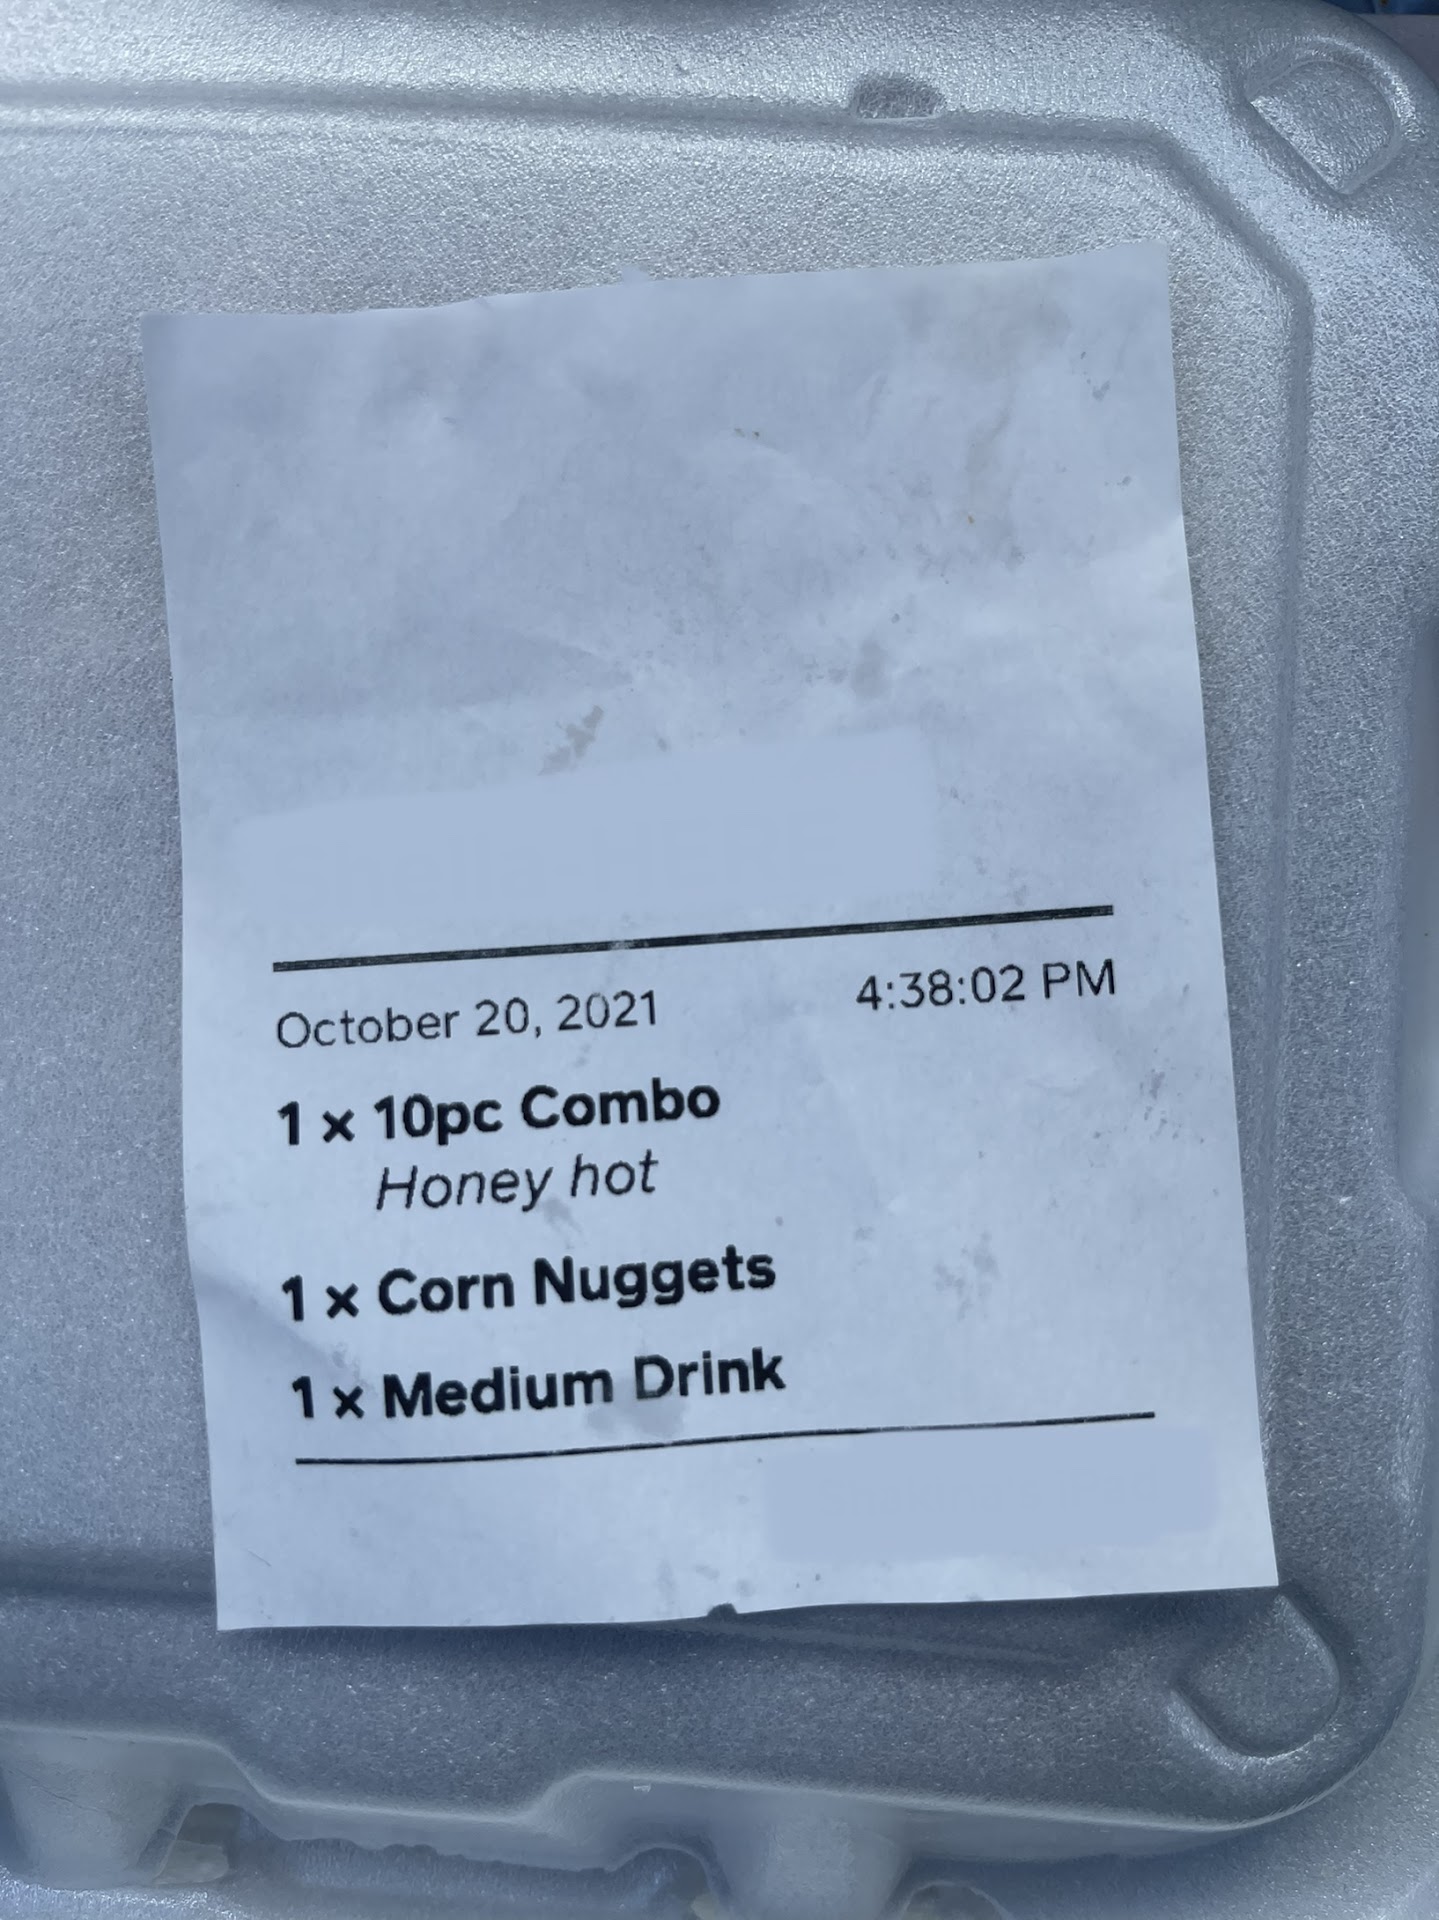 October 20, 2021 4:38:02 PM
1 x 10pc Combo
Honey hot
1 x Corn Nuggets
1 x Medium Drink